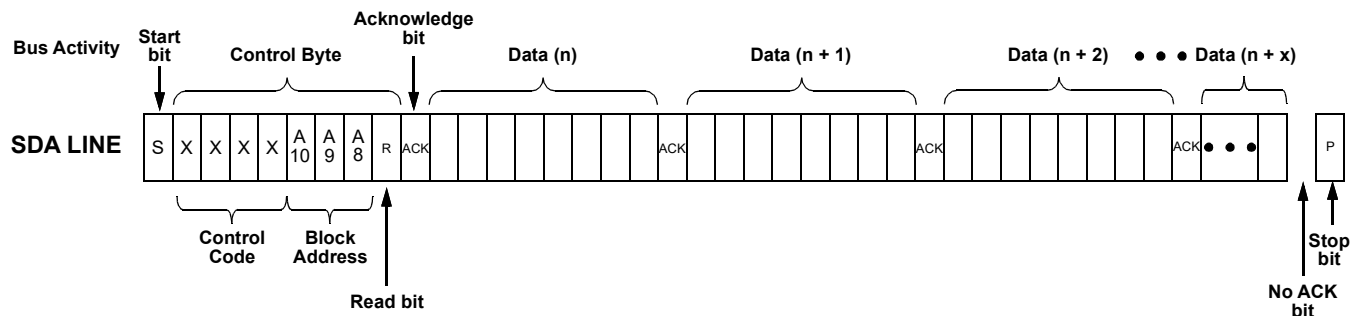 Bus Activity
Start
bit
Control Byte
Acknowledge
bit
Data (n)
Data (n + 1)
Data (n + 2)
• • •
Data (n + x)
SDA LINE
S
X
X
X
X
A
10
A
9
A
8
R
ACK
ACK
ACK
ACK
• • •
P
Control
Code
Block
Address
Read bit
No ACK
bit
Stop
bit